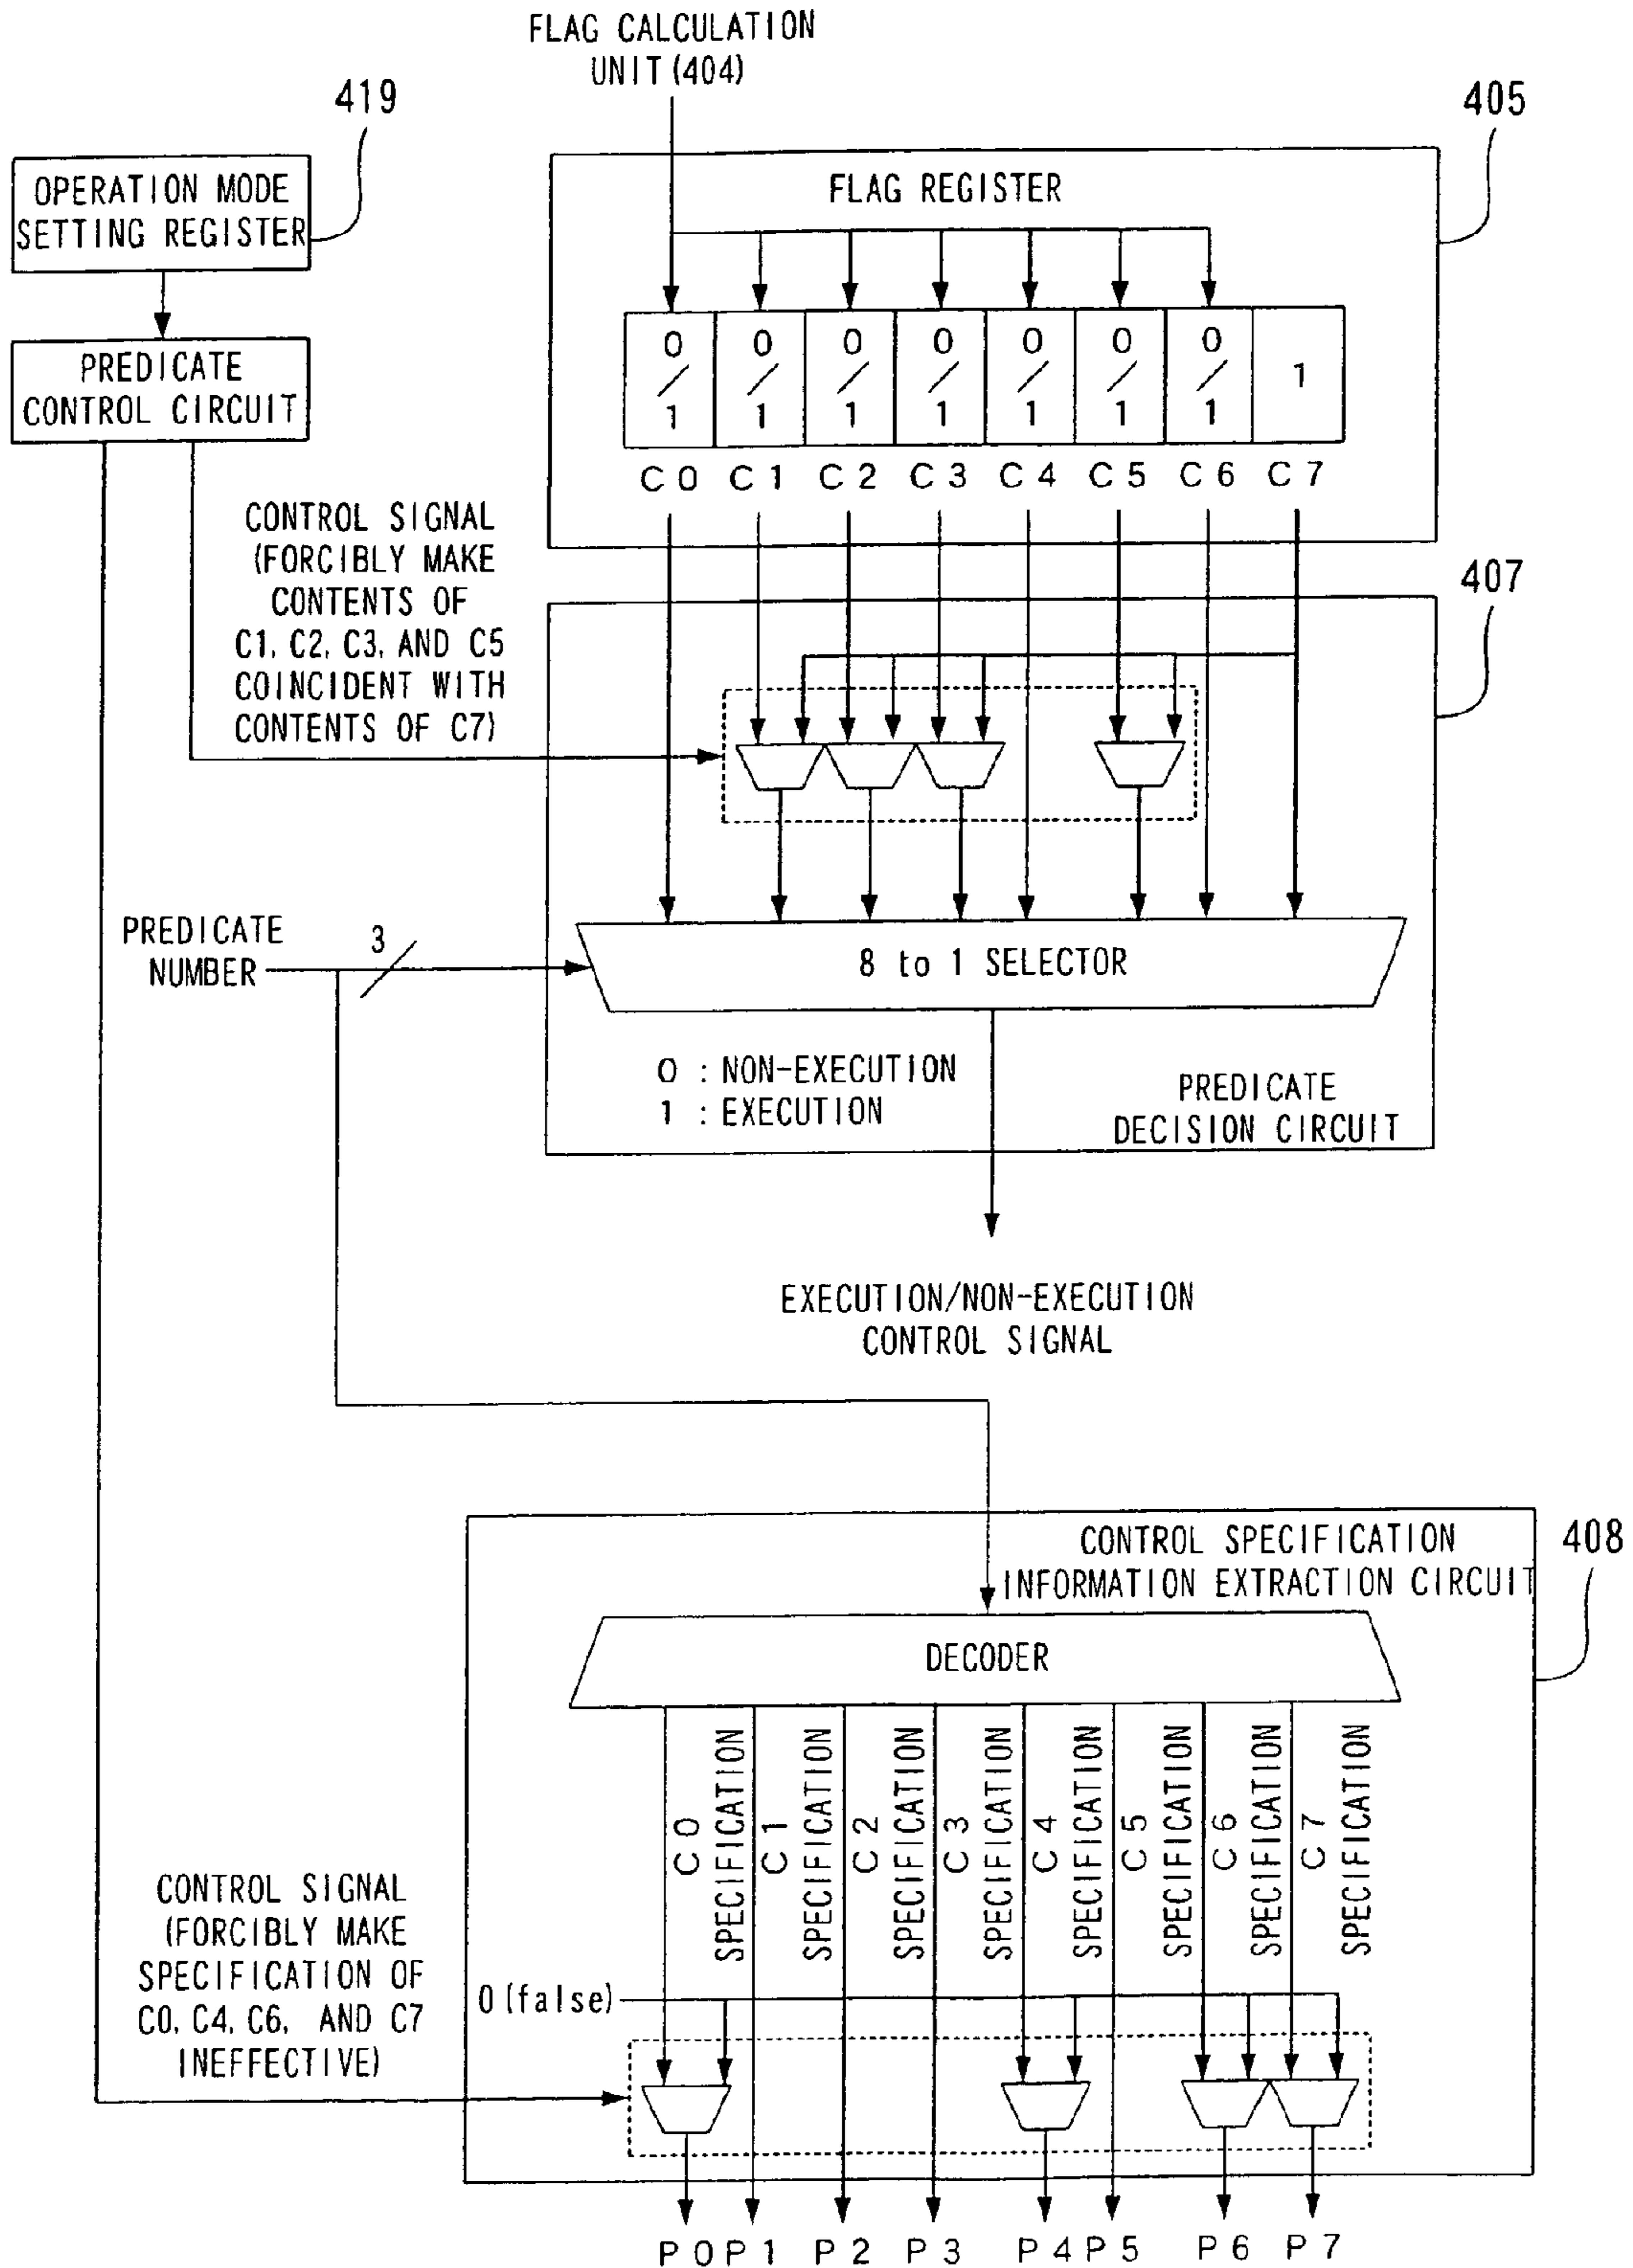 FLAG CALCULATION
UNIT(404)
419
405
OPERATION MODE
SETTING REGISTER
FLAG REGISTER
PREDICATE
CONTROL CIRCUIT
0/1 0/1 0/1 0/1 0/1 0/1 0/1 1
C0 C1 C2 C3 C4 C5 C6 C7
CONTROL SIGNAL
(FORCIBLY MAKE
CONTENTS OF
C1, C2, C3, AND C5
COINCIDENT WITH
CONTENTS OF C7)
407
PREDICATE
NUMBER
3
8 to 1 SELECTOR
0 : NON-EXECUTION
1 : EXECUTION
PREDICATE
DECISION CIRCUIT
EXECUTION/NON-EXECUTION
CONTROL SIGNAL
408
CONTROL SPECIFICATION
INFORMATION EXTRACTION CIRCUIT
DECODER
C0
SPECIFICATION
C1
SPECIFICATION
C2
SPECIFICATION
C3
SPECIFICATION
C4
SPECIFICATION
C5
SPECIFICATION
C6
SPECIFICATION
C7
SPECIFICATION
CONTROL SIGNAL
(FORCIBLY MAKE
SPECIFICATION OF
C0, C4, C6, AND C7
INEFFECTIVE)
0(false)
P0 P1 P2 P3 P4 P5 P6 P7